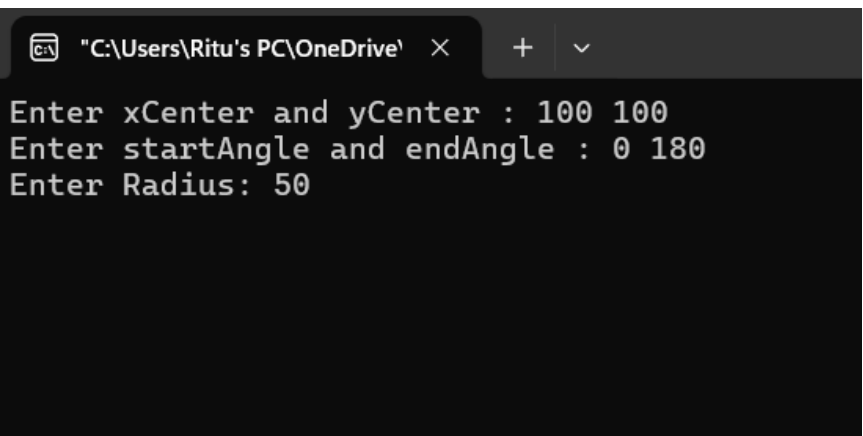 "C:\Users\Ritu's PC\OneDrive\
Enter xCenter and yCenter : 100 100
Enter startAngle and endAngle : 0 180
Enter Radius: 50